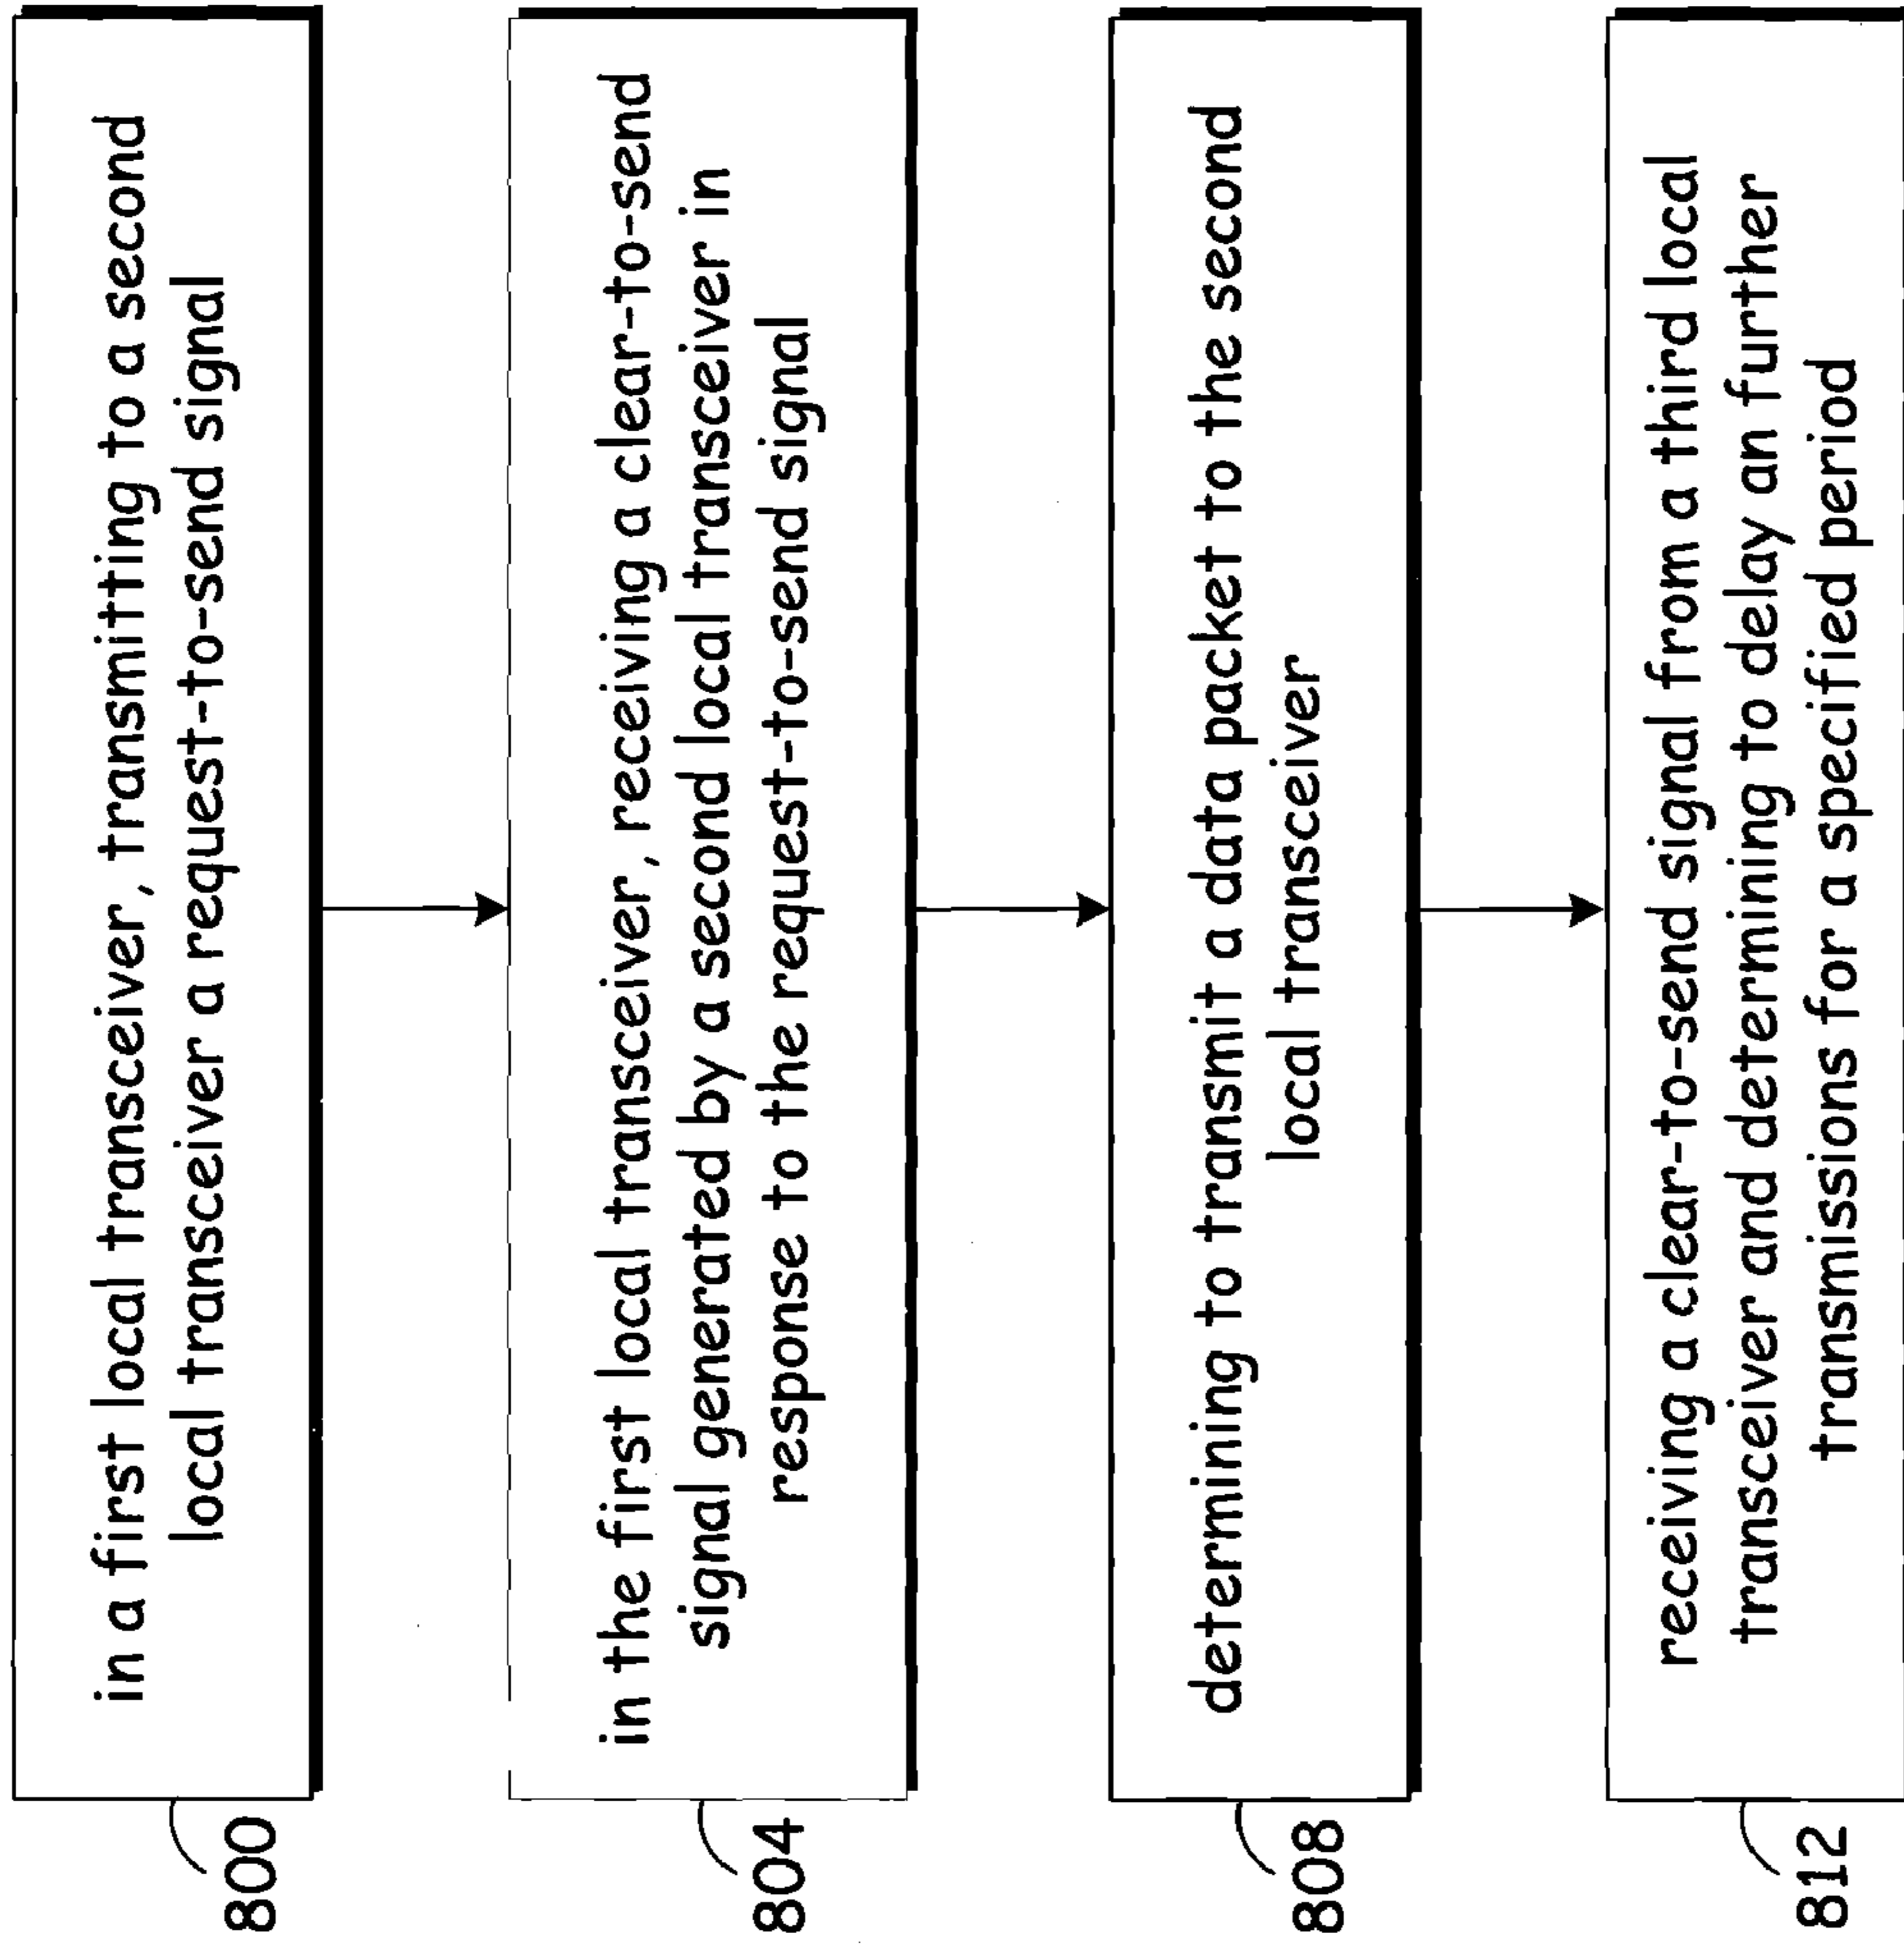 in a first local transceiver, transmitting to a second
local transceiver a request-to-send signal
800
in the first local transceiver, receiving a clear-to-send
signal generated by a second local transceiver in
response to the request-to-send signal
804
determining to transmit a data packet to the second
local transceiver
808
receiving a clear-to-send signal from a third local
transceiver and determining to delay an further
transmissions for a specified period
812